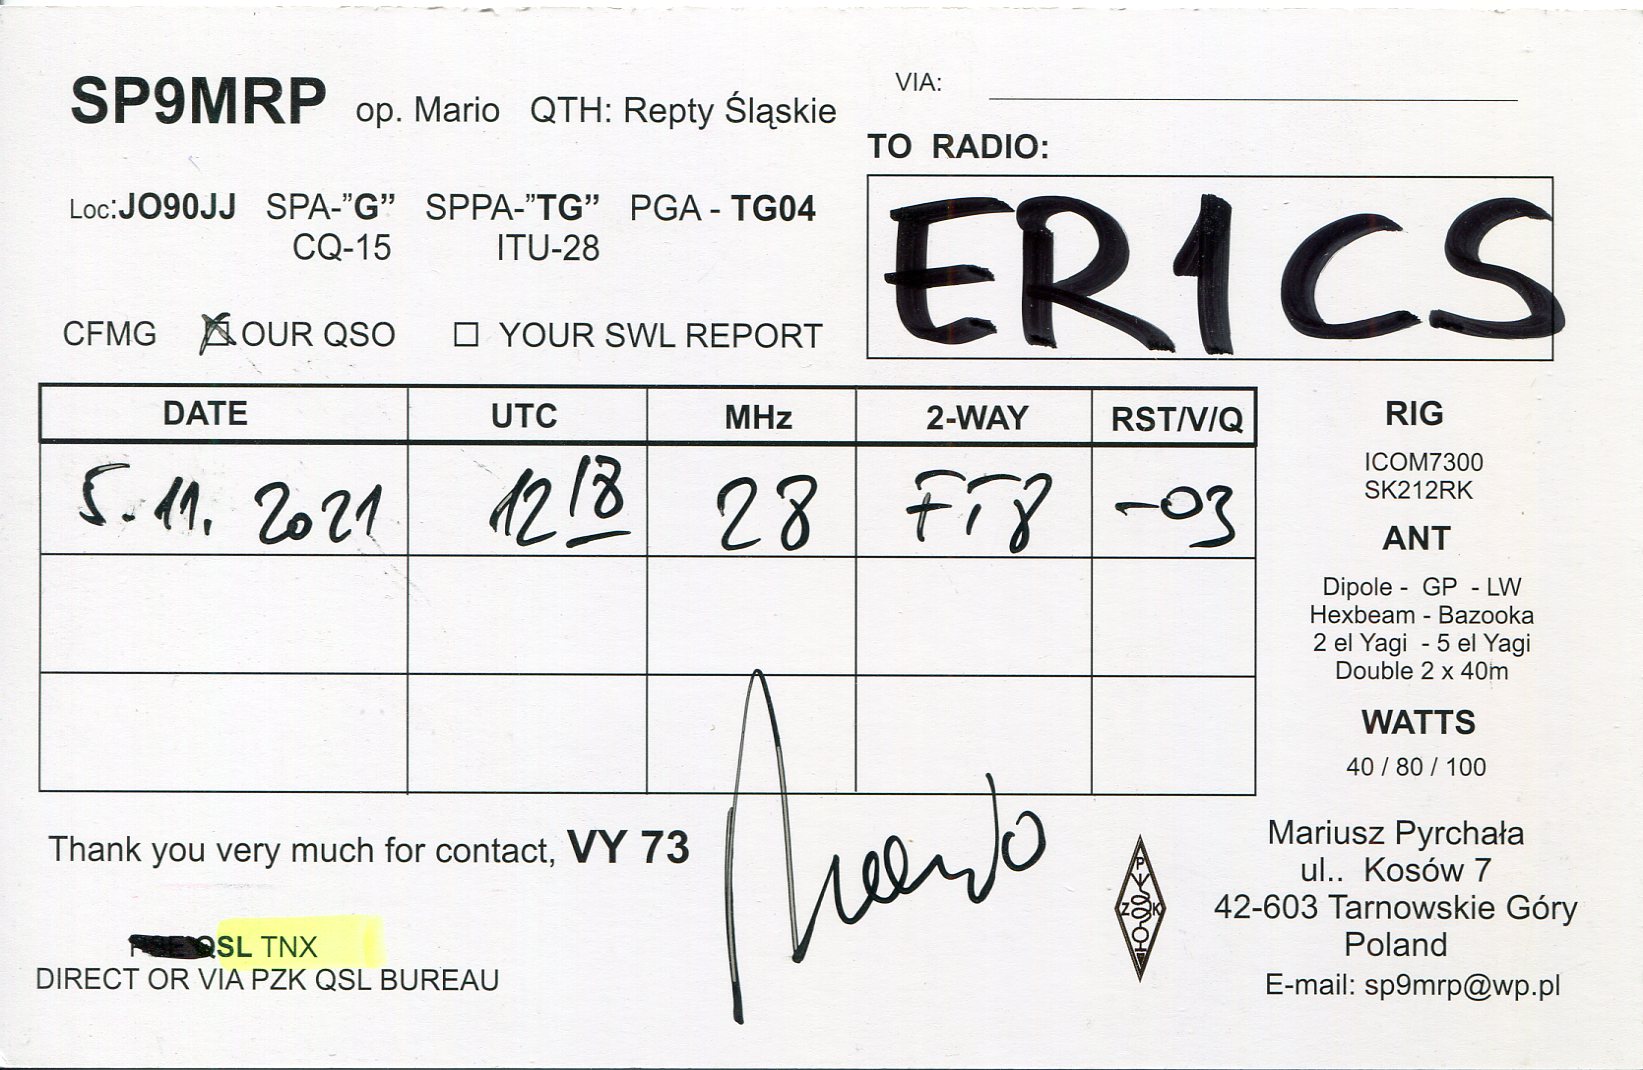 SP9MRP op. Mario QTH: Repty Śląskie
VIA:
TO RADIO:
ER1CS
Loc:JO90JJ SPA-"G" SPPA-"TG" PGA - TG04
CQ-15 ITU-28
CFMG OUR QSO YOUR SWL REPORT
DATE UTC MHz 2-WAY RST/V/Q
5.11. 2021 1218 28 FT8 -03
RIG
ICOM7300
SK212RK
ANT
Dipole - GP - LW
Hexbeam - Bazooka
2 el Yagi - 5 el Yagi
Double 2 x 40m
WATTS
40 / 80 / 100
Thank you very much for contact, VY 73
Mario
QSL TNX
DIRECT OR VIA PZK QSL BUREAU
PZK
Mariusz Pyrchała
ul.. Kosów 7
42-603 Tarnowskie Góry
Poland
E-mail: sp9mrp@wp.pl